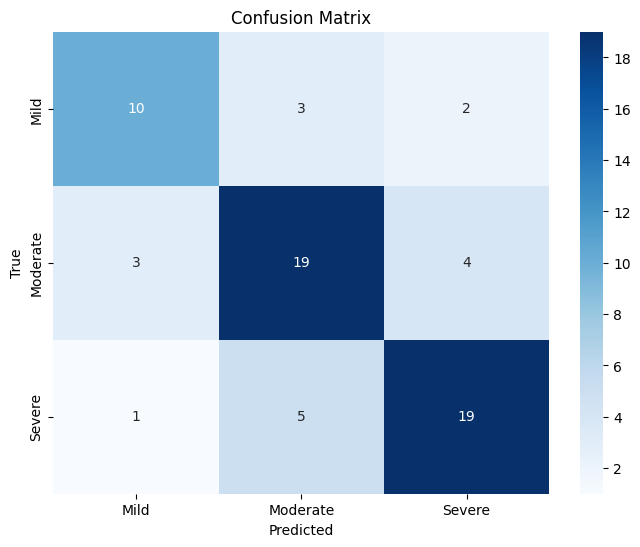 Confusion Matrix
True
Mild
Moderate
Severe
10 3 2
3 19 4
1 5 19
Mild Moderate Severe
Predicted
18
16
14
12
10
8
6
4
2